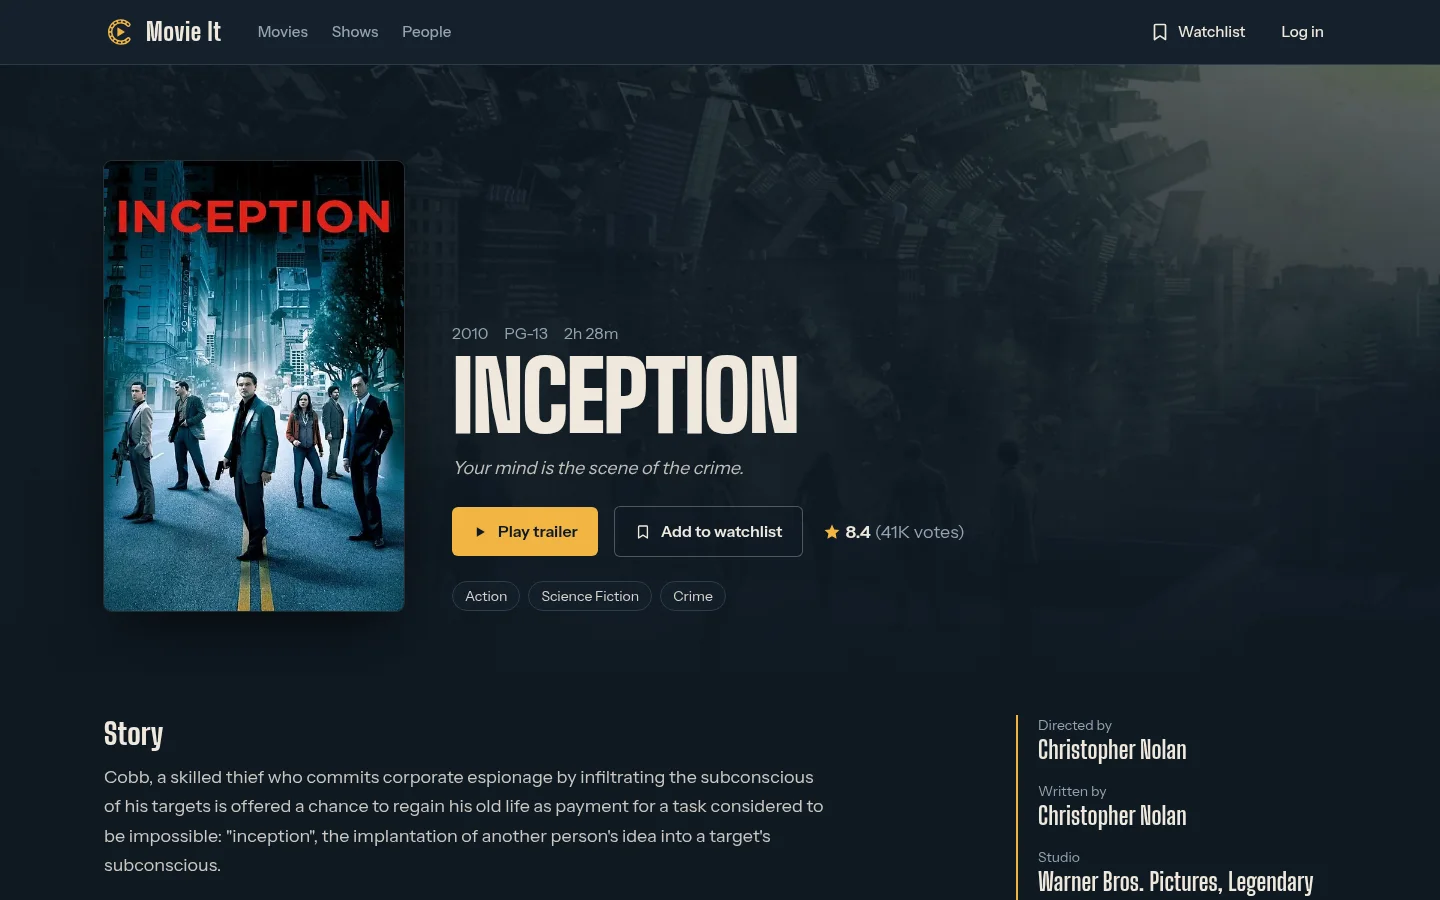 Movie It
Movies
Shows
People
Watchlist
Log in
INCEPTION
2010 PG-13 2h 28m
INCEPTION
Your mind is the scene of the crime.
Play trailer
Add to watchlist
8.4 (41K votes)
Action
Science Fiction
Crime
Story
Cobb, a skilled thief who commits corporate espionage by infiltrating the subconscious
of his targets is offered a chance to regain his old life as payment for a task considered to
be impossible: "inception", the implantation of another person's idea into a target's
subconscious.
Directed by
Christopher Nolan
Written by
Christopher Nolan
Studio
Warner Bros. Pictures, Legendary